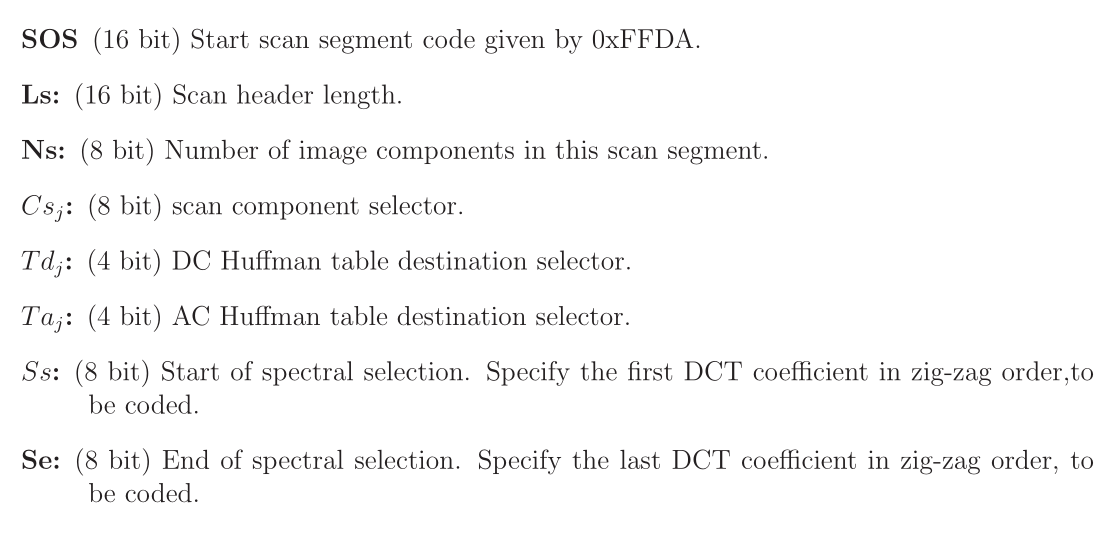 SOS (16 bit) Start scan segment code given by 0xFFDA.
Ls: (16 bit) Scan header length.
Ns: (8 bit) Number of image components in this scan segment.
Cs_j: (8 bit) scan component selector.
Td_j: (4 bit) DC Huffman table destination selector.
Ta_j: (4 bit) AC Huffman table destination selector.
Ss: (8 bit) Start of spectral selection. Specify the first DCT coefficient in zig-zag order,to
be coded.
Se: (8 bit) End of spectral selection. Specify the last DCT coefficient in zig-zag order, to
be coded.